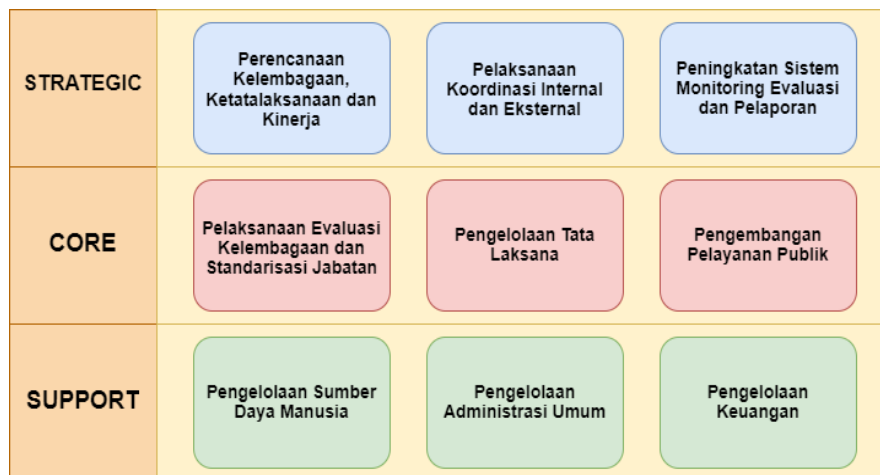 STRATEGIC
Perencanaan
Kelembagaan,
Ketatalaksanaan dan
Kinerja
Pelaksanaan
Koordinasi Internal
dan Eksternal
Peningkatan Sistem
Monitoring Evaluasi
dan Pelaporan
CORE
Pelaksanaan Evaluasi
Kelembagaan dan
Standarisasi Jabatan
Pengelolaan Tata
Laksana
Pengembangan
Pelayanan Publik
SUPPORT
Pengelolaan Sumber
Daya Manusia
Pengelolaan
Administrasi Umum
Pengelolaan
Keuangan